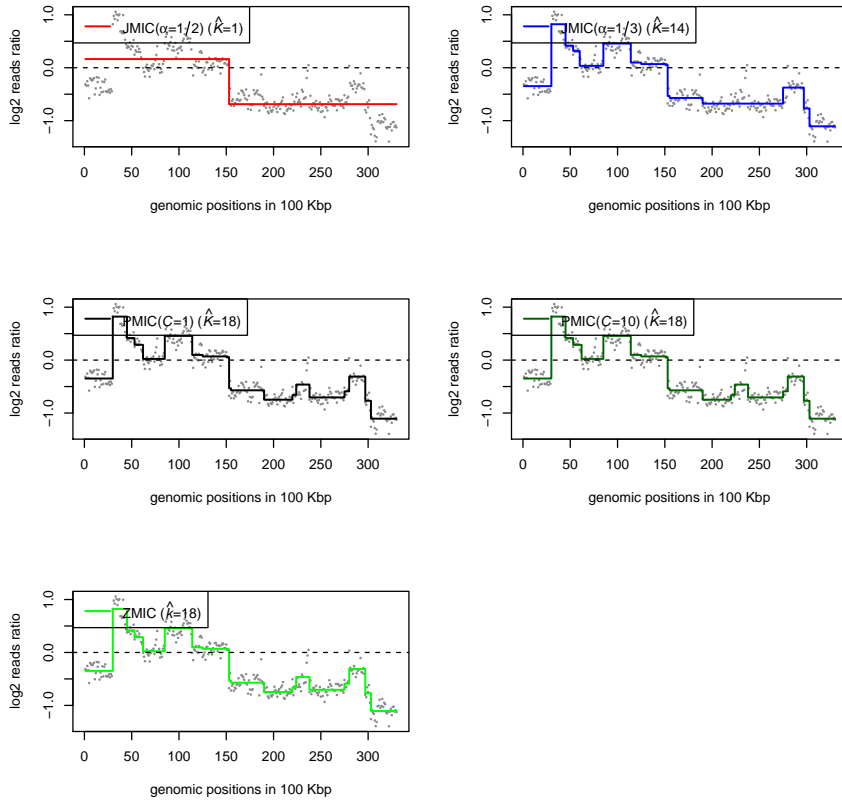 JMIC(α=1/2) (K̂=1)
log2 reads ratio
1.0
0.0
−1.0
0 50 100 150 200 250 300
genomic positions in 100 Kbp
JMIC(α=1/3) (K̂=14)
log2 reads ratio
1.0
0.0
−1.0
0 50 100 150 200 250 300
genomic positions in 100 Kbp
PMIC(C=1) (K̂=18)
log2 reads ratio
1.0
0.0
−1.0
0 50 100 150 200 250 300
genomic positions in 100 Kbp
PMIC(C=10) (K̂=18)
log2 reads ratio
1.0
0.0
−1.0
0 50 100 150 200 250 300
genomic positions in 100 Kbp
ZMIC (k̂=18)
log2 reads ratio
1.0
0.0
−1.0
0 50 100 150 200 250 300
genomic positions in 100 Kbp